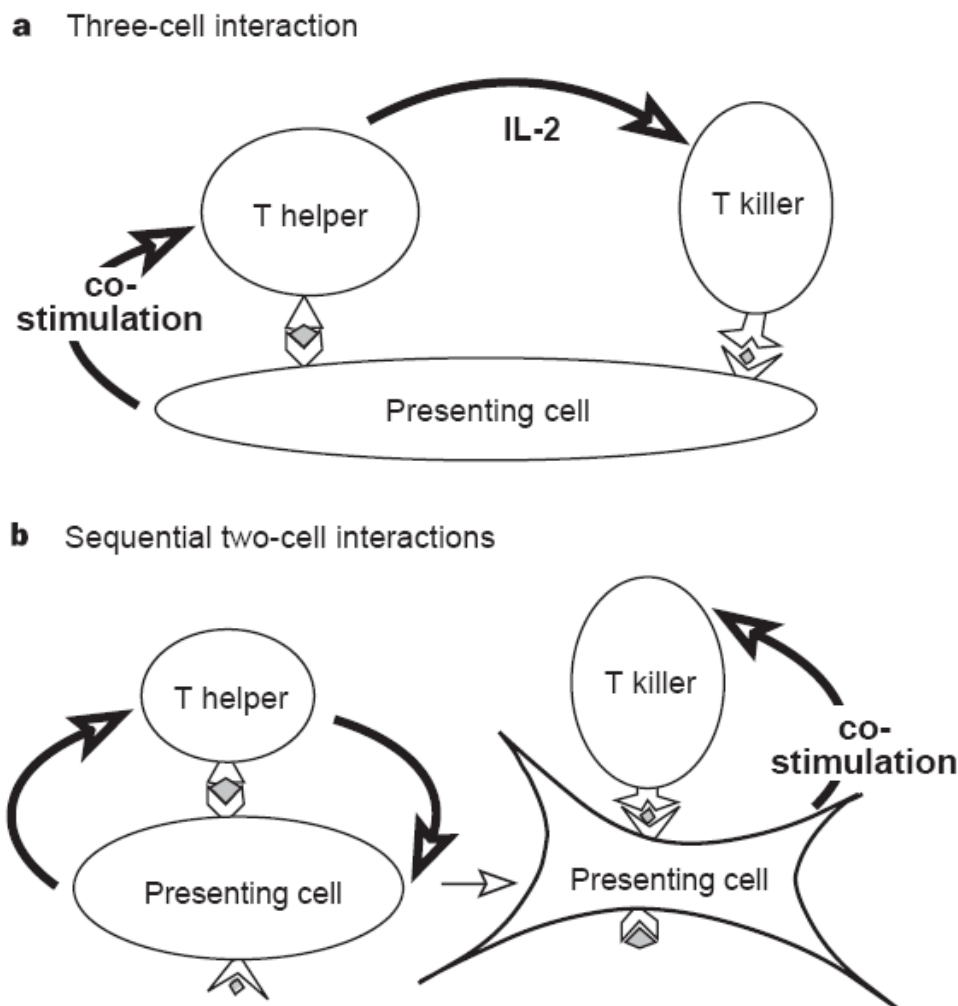 a Three-cell interaction
IL-2
T helper
T killer
co-
stimulation
Presenting cell
b Sequential two-cell interactions
T helper
T killer
co-
stimulation
Presenting cell
Presenting cell